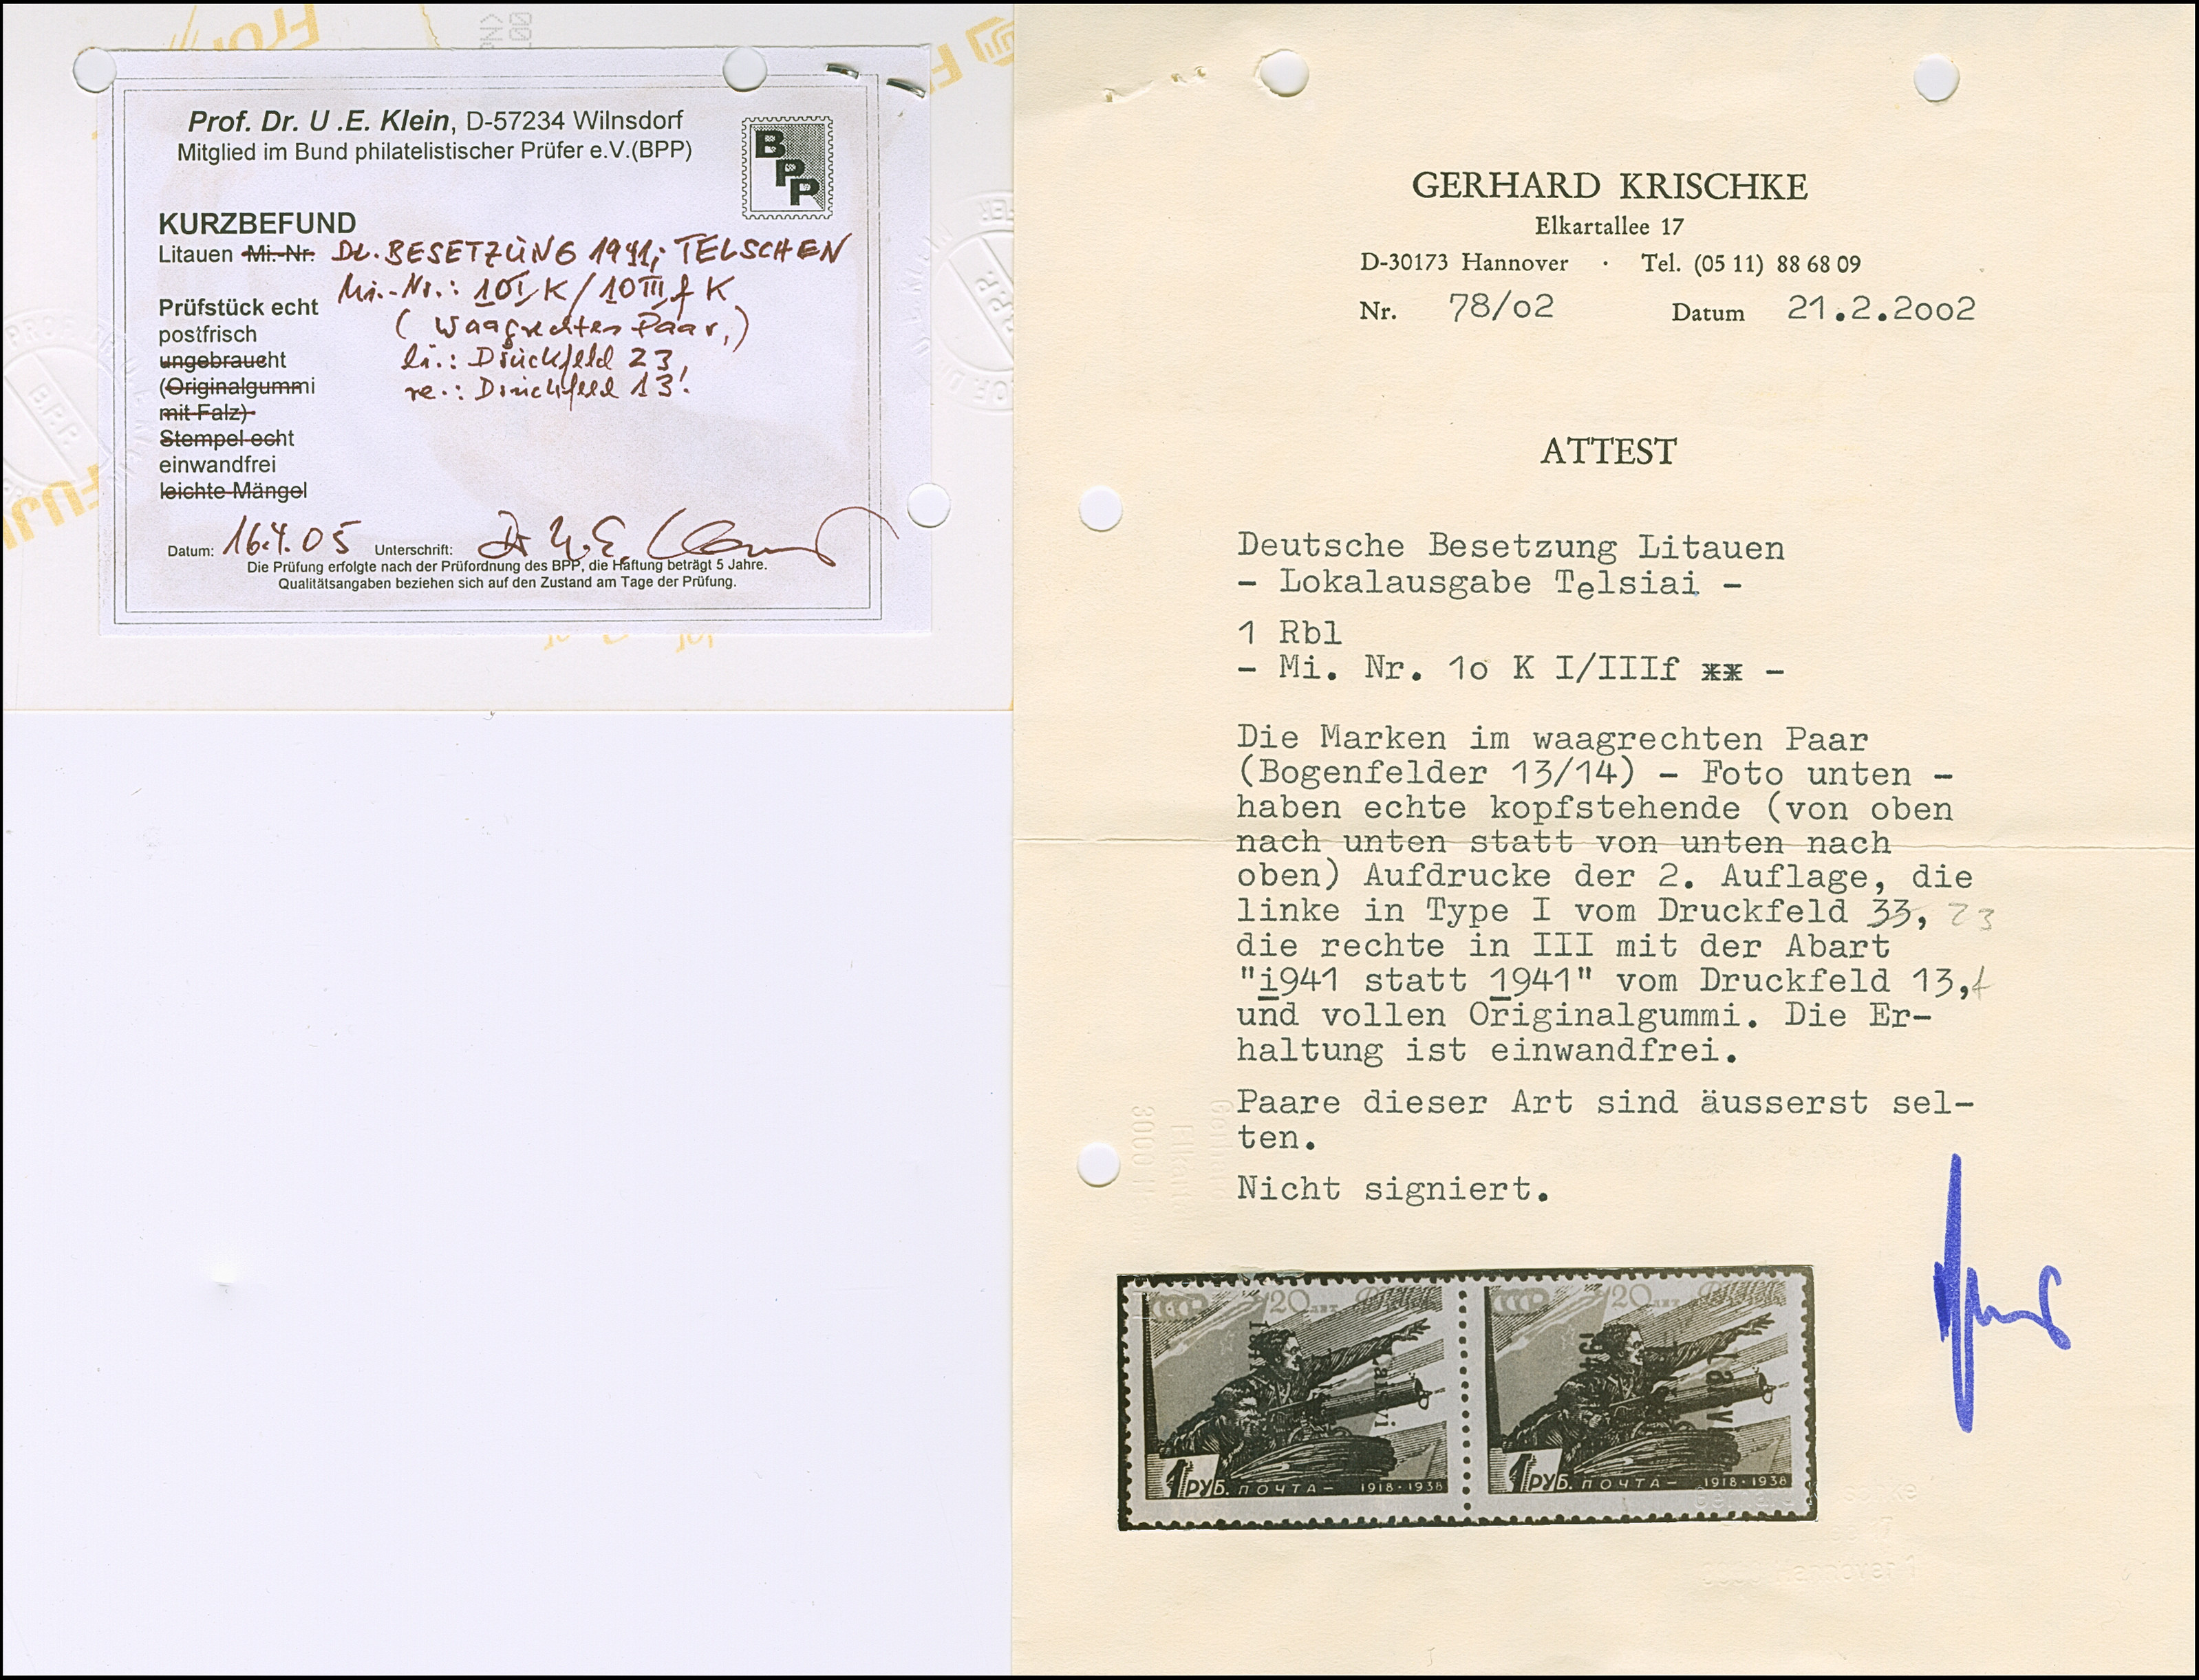 Prof. Dr. U .E. Klein, D-57234 Wilnsdorf
Mitglied im Bund philatelistischer Prüfer e.V.(BPP)
BPP
KURZBEFUND
Litauen Mi.-Nr. Dt. BESETZUNG 1941; TELSCHEN
Mi.-Nr.: 10I K / 10III f K
Prüfstück echt
(waagrechtes Paar,)
postfrisch
li.: Druckfeld 23
ungebraucht
re.: Druckfeld 13!
(Originalgummi
mit Falz)
Stempel echt
einwandfrei
leichte Mängel
Datum: 16.4.05 Unterschrift: Dr U. E. Klein
Die Prüfung erfolgte nach der Prüfordnung des BPP, die Haftung beträgt 5 Jahre.
Qualitätsangaben beziehen sich auf den Zustand am Tage der Prüfung.
GERHARD KRISCHKE
Elkartallee 17
D-30173 Hannover · Tel. (05 11) 88 68 09
Nr. 78/o2 Datum 21.2.2oo2
ATTEST
Deutsche Besetzung Litauen
- Lokalausgabe Telsiai -
1 Rbl
- Mi. Nr. 1o K I/IIIf ** -
Die Marken im waagrechten Paar
(Bogenfelder 13/14) - Foto unten -
haben echte kopfstehende (von oben
nach unten statt von unten nach
oben) Aufdrucke der 2. Auflage, die
linke in Type I vom Druckfeld 33, 23
die rechte in III mit der Abart
"i941 statt 1941" vom Druckfeld 13,
und vollen Originalgummi. Die Er-
haltung ist einwandfrei.
Paare dieser Art sind äusserst sel-
ten.
Nicht signiert.
СССР 20 ЛЕТ СССР 20 ЛЕТ
1 РУБ. ПОЧТА - 1918·1938 1 РУБ. ПОЧТА - 1918·1938